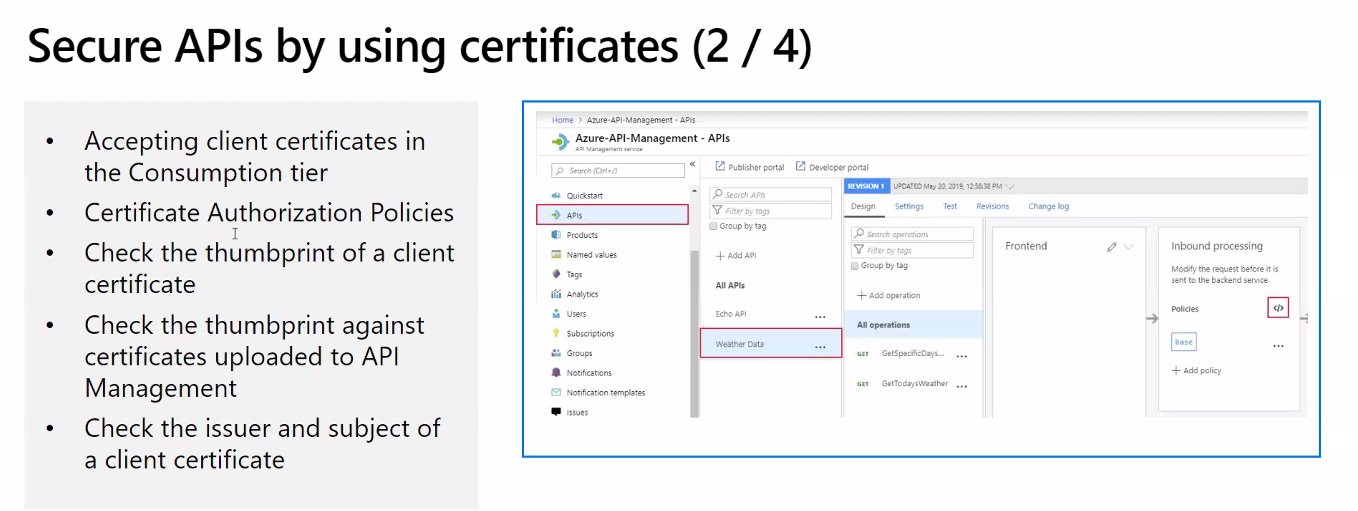 Secure APIs by using certificates (2 / 4)
• Accepting client certificates in
the Consumption tier
• Certificate Authorization Policies
• Check the thumbprint of a client
certificate
• Check the thumbprint against
certificates uploaded to API
Management
• Check the issuer and subject of
a client certificate
Home > Azure-API-Management - APIs
Azure-API-Management - APIs
API Management service
Search (Ctrl+/)
Quickstart
APIs
Products
Named values
Tags
Analytics
Users
Subscriptions
Groups
Notifications
Notification templates
Issues
Publisher portal Developer portal
Search APIs
Filter by tags
Group by tag
+ Add API
All APIs
Echo API ...
Weather Data ...
REVISION 1 UPDATED May 20, 2019, 12:58:38 PM
Design Settings Test Revisions Change log
Search operations
Filter by tags
Group by tag
+ Add operation
All operations
GET GetSpecificDays... ...
GET GetTodaysWeather ...
Frontend
Inbound processing
Modify the request before it is
sent to the backend service.
Policies </>
base ...
+ Add policy